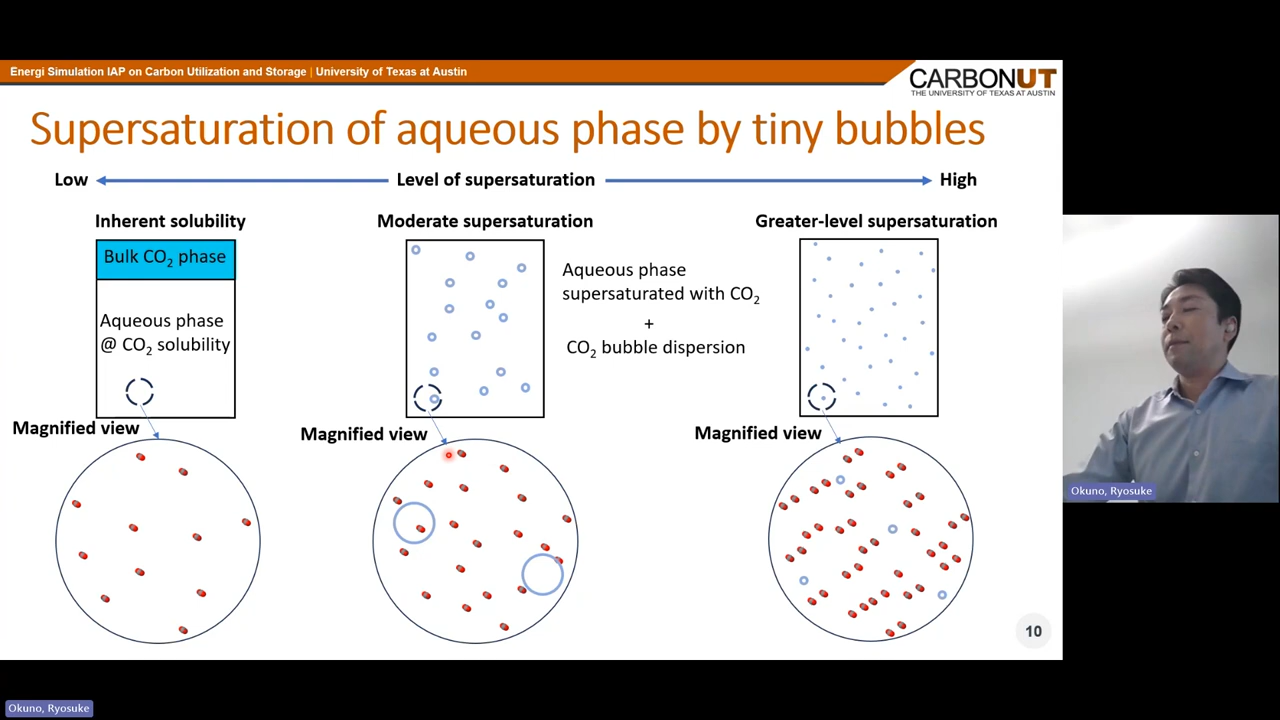 Energi Simulation IAP on Carbon Utilization and Storage | University of Texas at Austin
CARBONUT
THE UNIVERSITY OF TEXAS AT AUSTIN
Supersaturation of aqueous phase by tiny bubbles
Low
Level of supersaturation
High
Inherent solubility
Moderate supersaturation
Greater-level supersaturation
Bulk CO2 phase
Aqueous phase
@ CO2 solubility
Aqueous phase
supersaturated with CO2
+
CO2 bubble dispersion
Magnified view
Magnified view
Magnified view
10
Okuno, Ryosuke
Okuno, Ryosuke